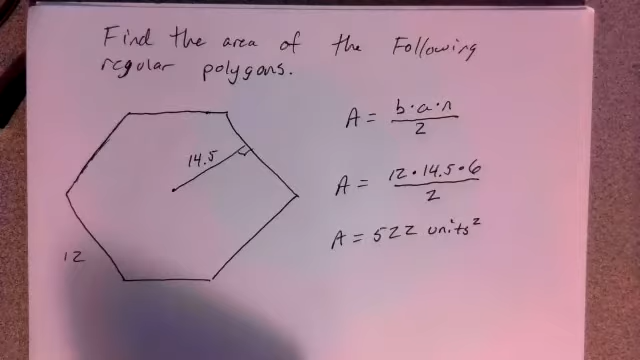 Find the area of the Following
regular polygons.
A = b·a·n / 2
14.5
A = 12·14.5·6 / 2
A = 522 units²
12